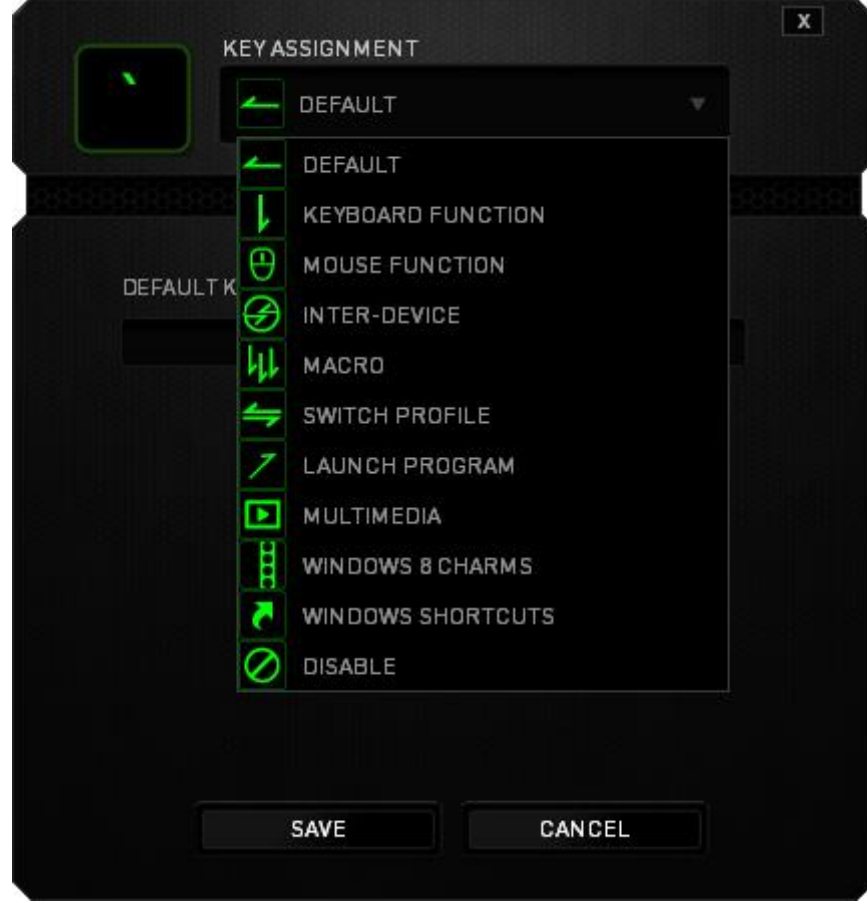 X
KEY ASSIGNMENT
`
DEFAULT
DEFAULT
KEYBOARD FUNCTION
MOUSE FUNCTION
DEFAULT K
INTER-DEVICE
MACRO
SWITCH PROFILE
LAUNCH PROGRAM
MULTIMEDIA
WINDOWS 8 CHARMS
WINDOWS SHORTCUTS
DISABLE
SAVE
CANCEL